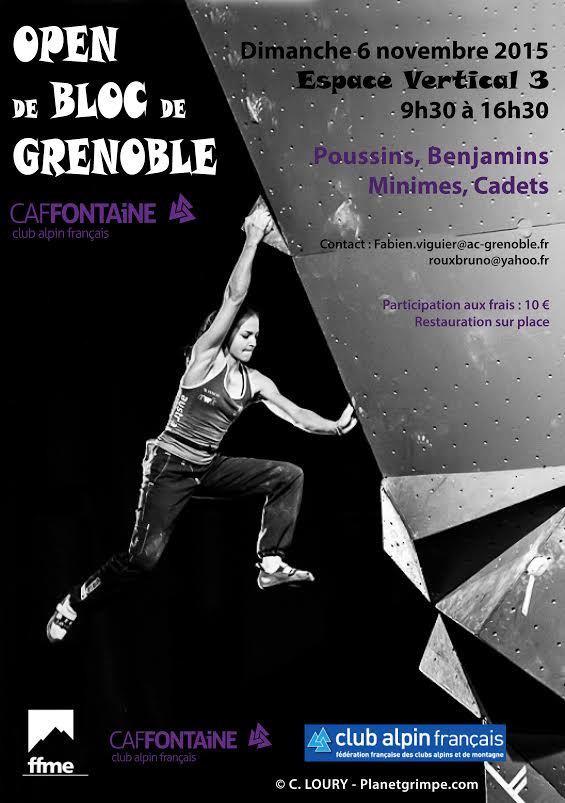 OPEN
DE BLOC DE
GRENOBLE
CAFFONTAINE
club alpin français
Dimanche 6 novembre 2015
Espace Vertical 3
9h30 à 16h30
Poussins, Benjamins
Minimes, Cadets
Contact : Fabien.viguier@ac-grenoble.fr
rouxbruno@yahoo.fr
Participation aux frais : 10 €
Restauration sur place
austria
ffme
CAFFONTAINE
club alpin français
club alpin français
fédération française des clubs alpins et de montagne
© C. LOURY - Planetgrimpe.com